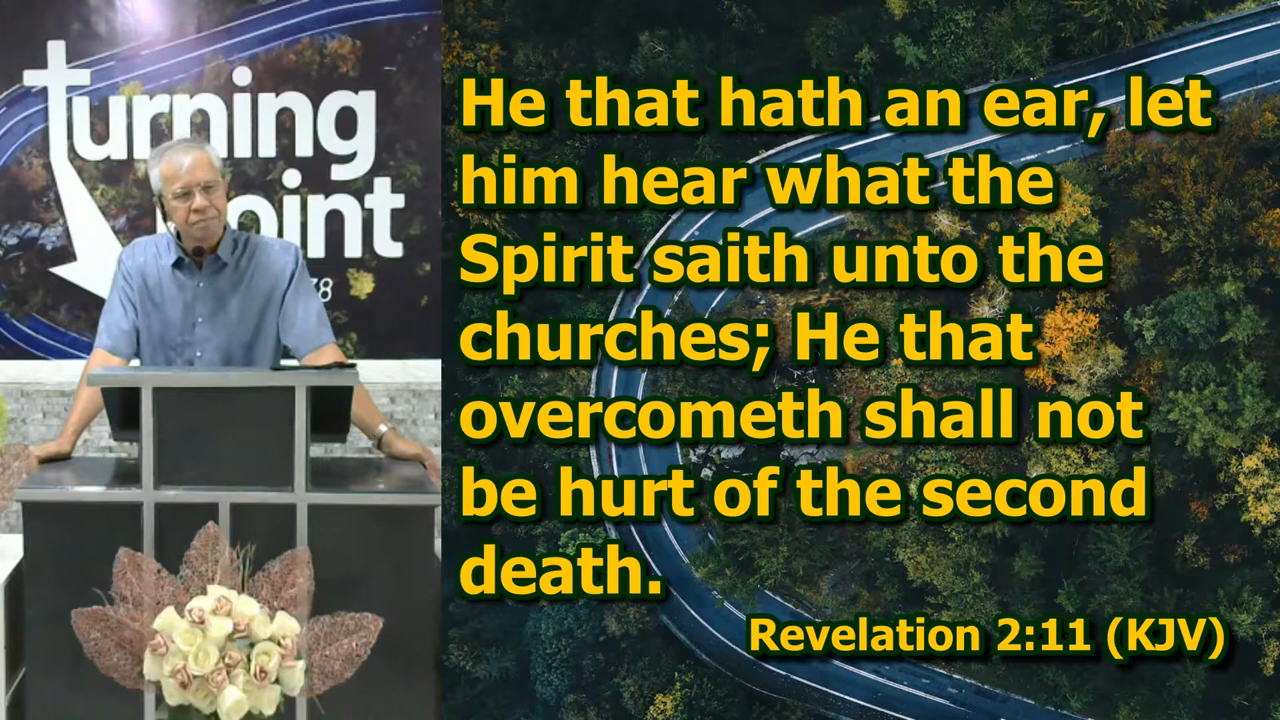 turning
point
He that hath an ear, let
him hear what the
Spirit saith unto the
churches; He that
overcometh shall not
be hurt of the second
death.
Revelation 2:11 (KJV)